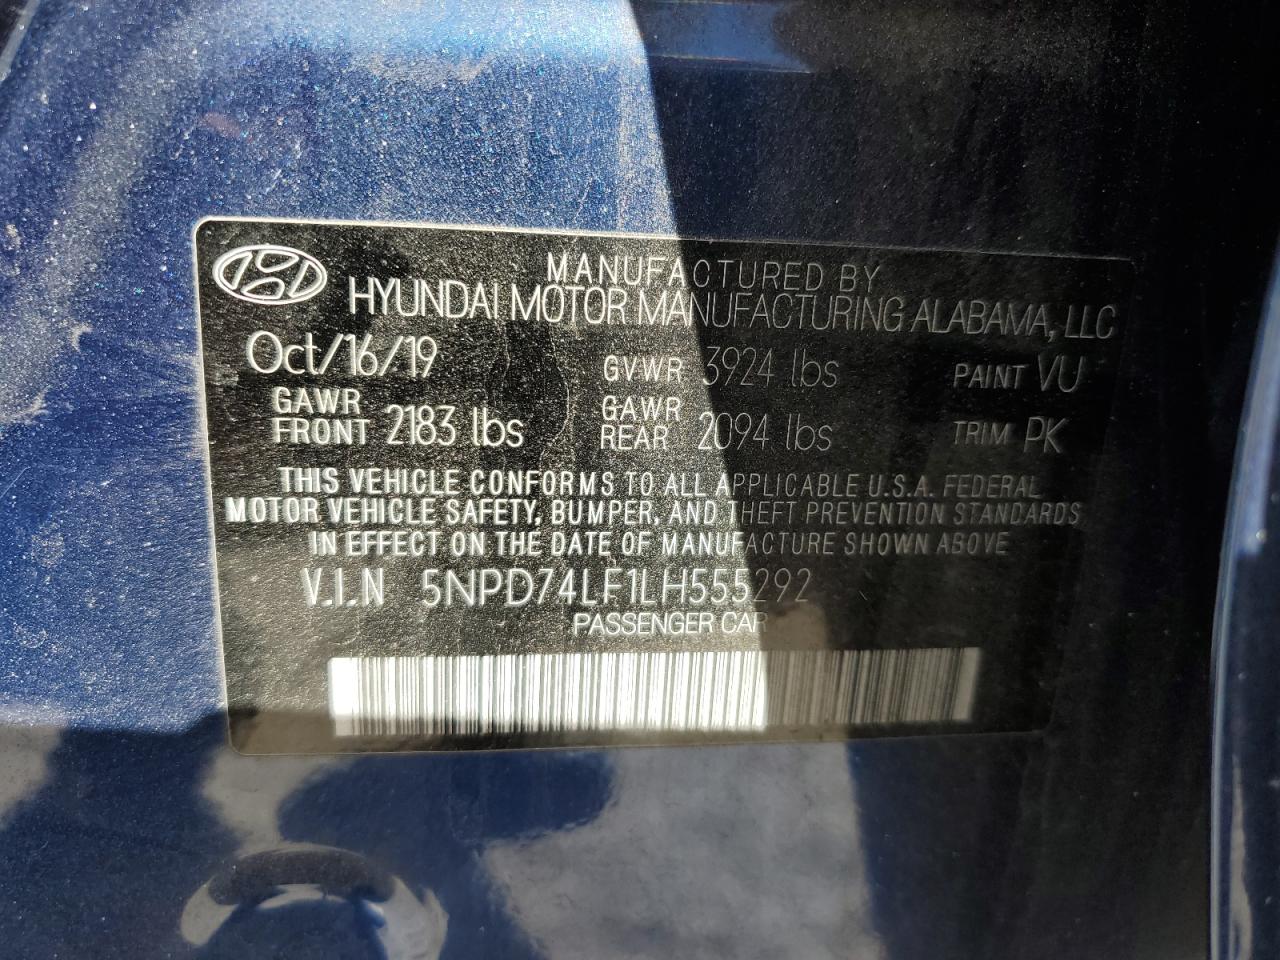 MANUFACTURED BY
HYUNDAI MOTOR MANUFACTURING ALABAMA, LLC
Oct/16/19 GVWR 3924 lbs PAINT VU
GAWR FRONT 2183 lbs GAWR REAR 2094 lbs TRIM PK
THIS VEHICLE CONFORMS TO ALL APPLICABLE U.S.A. FEDERAL
MOTOR VEHICLE SAFETY, BUMPER, AND THEFT PREVENTION STANDARDS
IN EFFECT ON THE DATE OF MANUFACTURE SHOWN ABOVE
V.I.N 5NPD74LF1LH555292
PASSENGER CAR